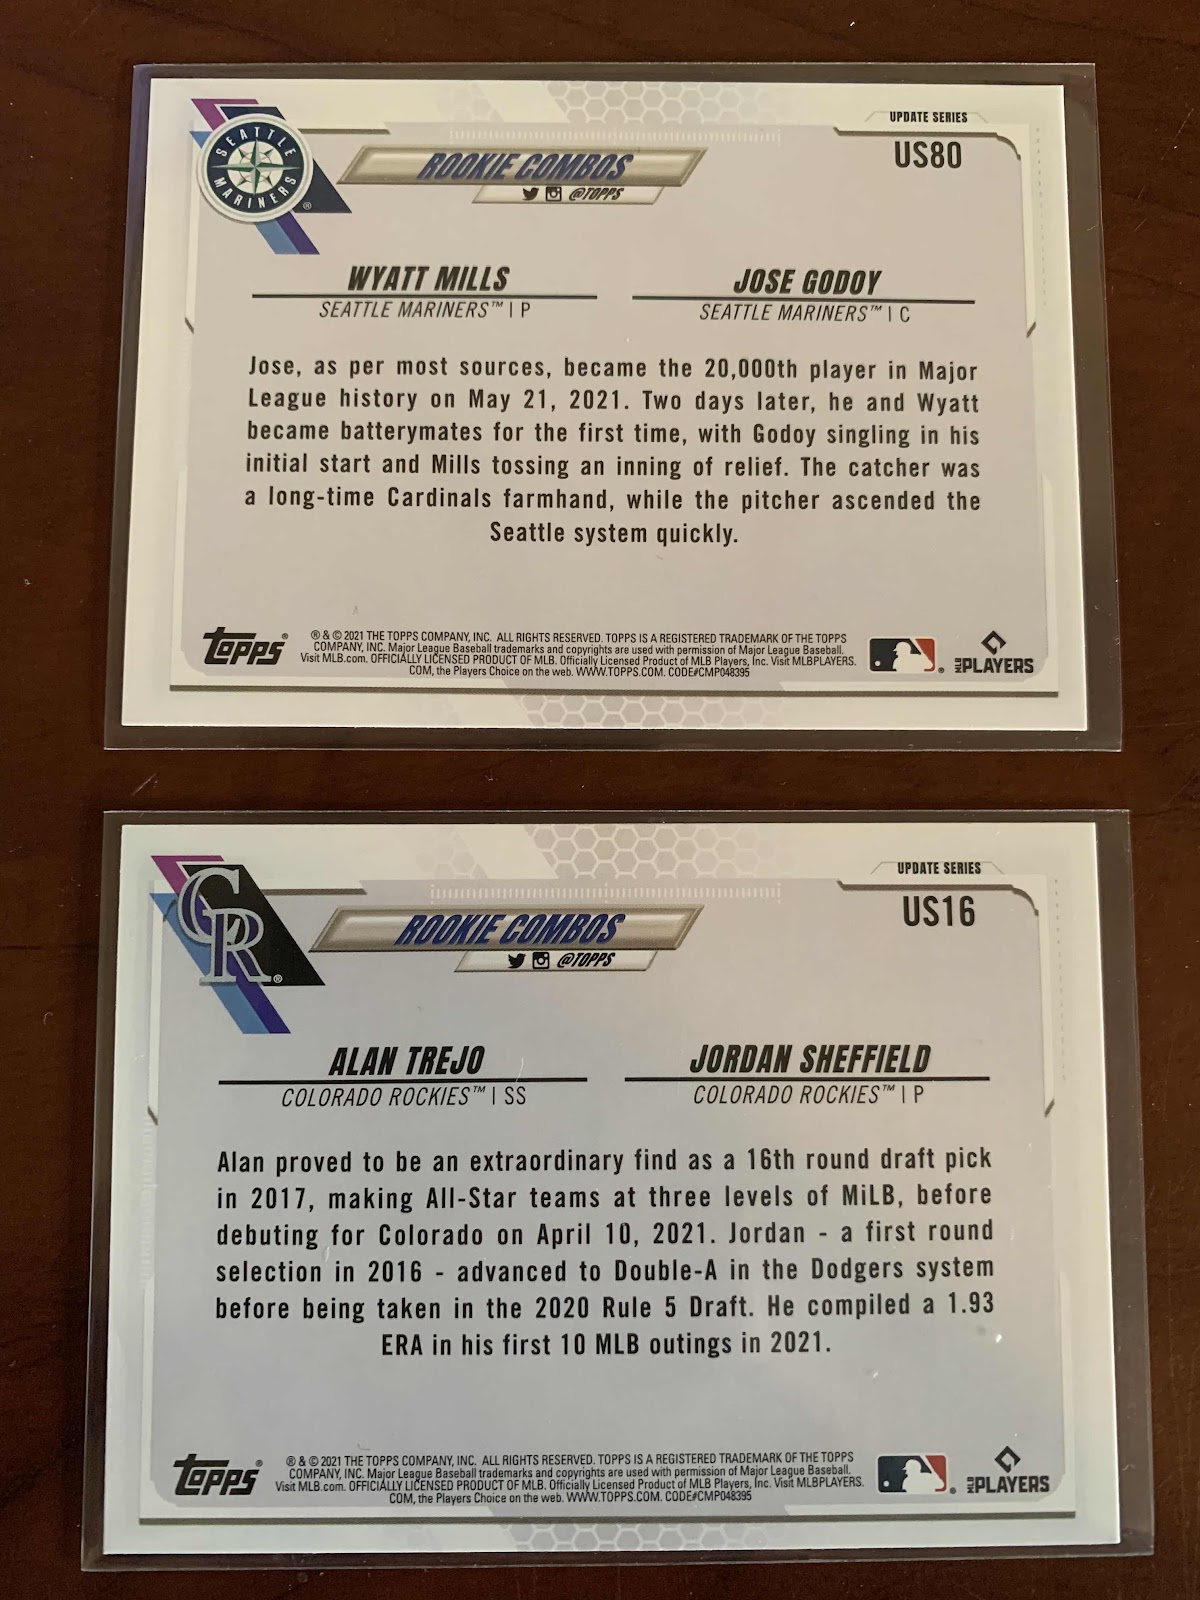 SEATTLE MARINERS ®
UPDATE SERIES
US80
ROOKIE COMBOS
@TOPPS
WYATT MILLS
SEATTLE MARINERS™ | P
JOSE GODOY
SEATTLE MARINERS™ | C
Jose, as per most sources, became the 20,000th player in Major
League history on May 21, 2021. Two days later, he and Wyatt
became batterymates for the first time, with Godoy singling in his
initial start and Mills tossing an inning of relief. The catcher was
a long-time Cardinals farmhand, while the pitcher ascended the
Seattle system quickly.
Topps®
® & © 2021 THE TOPPS COMPANY, INC. ALL RIGHTS RESERVED. TOPPS IS A REGISTERED TRADEMARK OF THE TOPPS
COMPANY, INC. Major League Baseball trademarks and copyrights are used with permission of Major League Baseball.
Visit MLB.com. OFFICIALLY LICENSED PRODUCT OF MLB. Officially Licensed Product of MLB Players, Inc. Visit MLBPLAYERS.
COM, the Players Choice on the web. WWW.TOPPS.COM. CODE#CMP048395
®
MLB PLAYERS
CR®
UPDATE SERIES
US16
ROOKIE COMBOS
@TOPPS
ALAN TREJO
COLORADO ROCKIES™ | SS
JORDAN SHEFFIELD
COLORADO ROCKIES™ | P
Alan proved to be an extraordinary find as a 16th round draft pick
in 2017, making All-Star teams at three levels of MiLB, before
debuting for Colorado on April 10, 2021. Jordan - a first round
selection in 2016 - advanced to Double-A in the Dodgers system
before being taken in the 2020 Rule 5 Draft. He compiled a 1.93
ERA in his first 10 MLB outings in 2021.
Topps®
® & © 2021 THE TOPPS COMPANY, INC. ALL RIGHTS RESERVED. TOPPS IS A REGISTERED TRADEMARK OF THE TOPPS
COMPANY, INC. Major League Baseball trademarks and copyrights are used with permission of Major League Baseball.
Visit MLB.com. OFFICIALLY LICENSED PRODUCT OF MLB. Officially Licensed Product of MLB Players, Inc. Visit MLBPLAYERS.
COM, the Players Choice on the web. WWW.TOPPS.COM. CODE#CMP048395
®
MLB PLAYERS